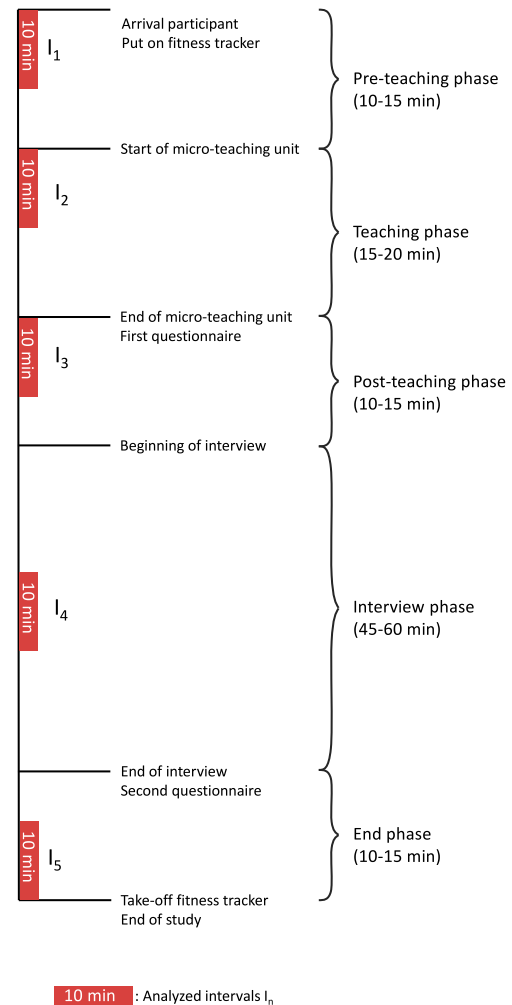 10 min
I1
Arrival participant
Put on fitness tracker
Pre-teaching phase
(10-15 min)
Start of micro-teaching unit
10 min
I2
Teaching phase
(15-20 min)
End of micro-teaching unit
First questionnaire
10 min
I3
Post-teaching phase
(10-15 min)
Beginning of interview
10 min
I4
Interview phase
(45-60 min)
End of interview
Second questionnaire
10 min
I5
End phase
(10-15 min)
Take-off fitness tracker
End of study
10 min : Analyzed intervals In